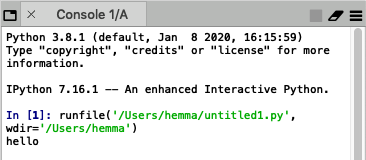 Console 1/A
Python 3.8.1 (default, Jan  8 2020, 16:15:59)
Type "copyright", "credits" or "license" for more
information.

IPython 7.16.1 -- An enhanced Interactive Python.

In [1]: runfile('/Users/hemma/untitled1.py',
wdir='/Users/hemma')
hello